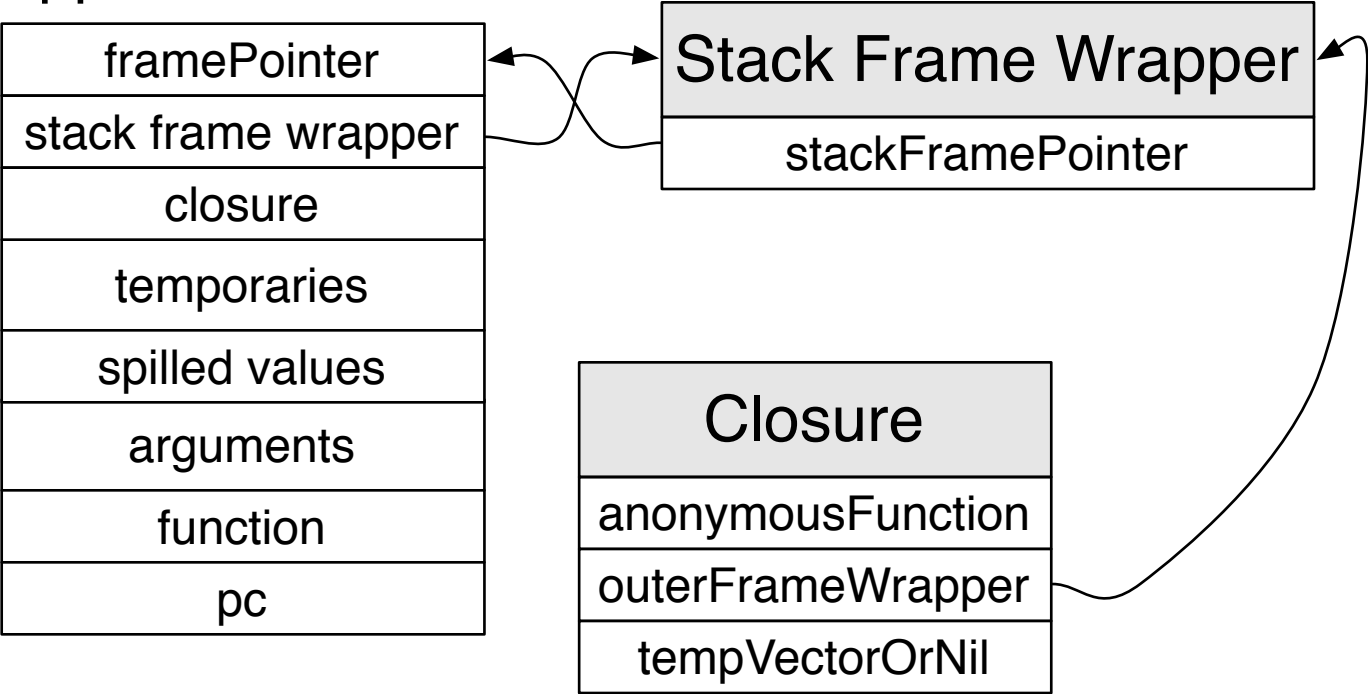 framePointer
stack frame wrapper
closure
temporaries
spilled values
arguments
function
pc
Stack Frame Wrapper
stackFramePointer
Closure
anonymousFunction
outerFrameWrapper
tempVectorOrNil